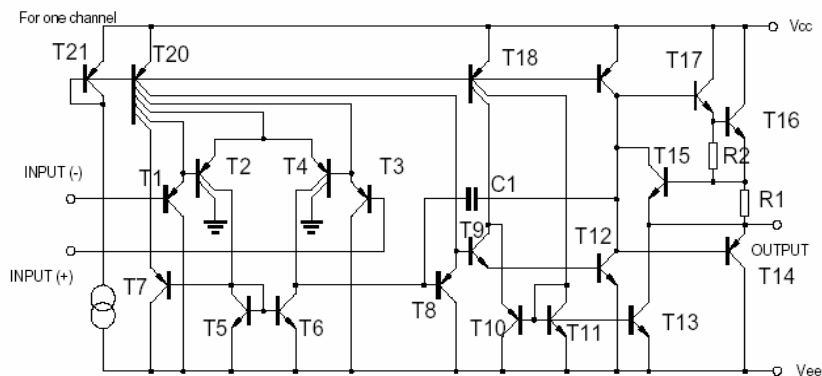 For one channel
Vcc
T21
T20
T18
T17
T16
T15
R2
R1
T1
T2
T4
T3
C1
INPUT (-)
INPUT (+)
T9
T12
OUTPUT
T14
T7
T8
T5
T6
T10
T11
T13
Vee